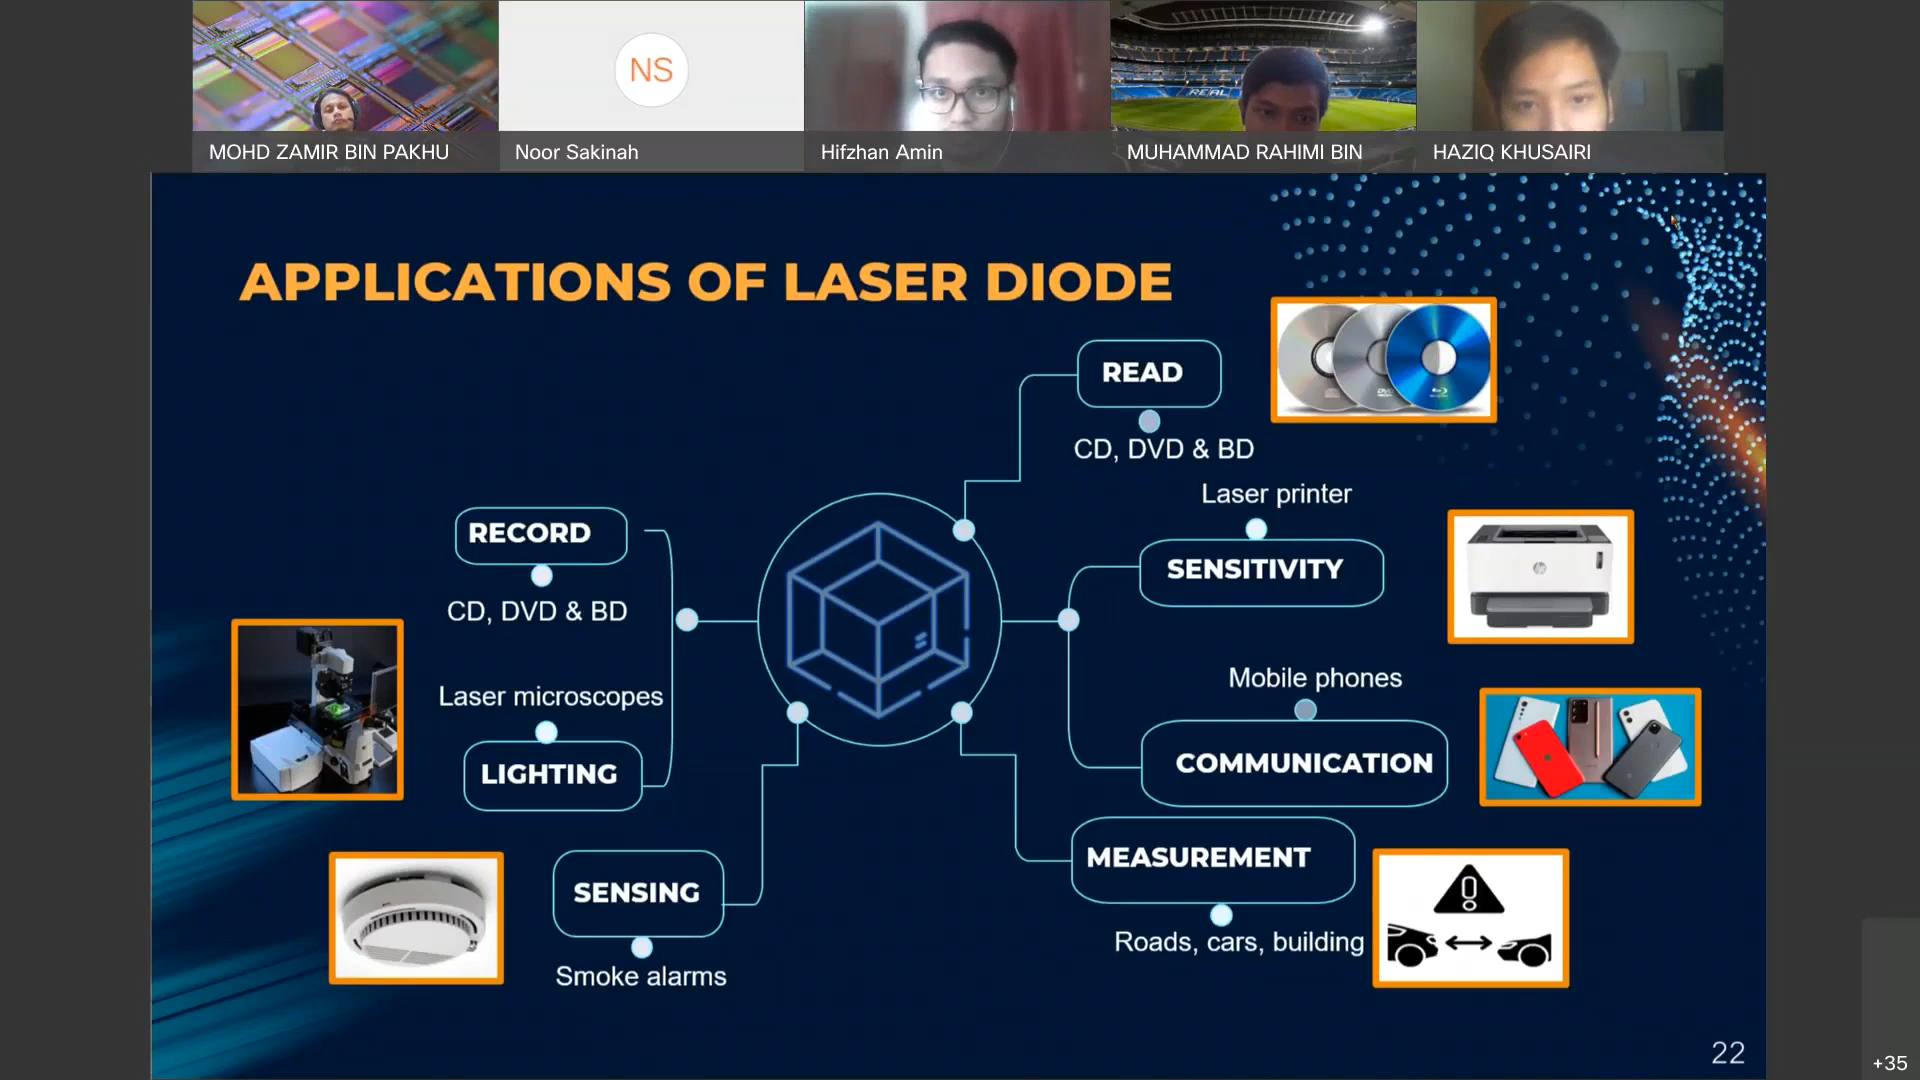 REAL
NS
MOHD ZAMIR BIN PAKHU
Noor Sakinah
Hifzhan Amin
MUHAMMAD RAHIMI BIN
HAZIQ KHUSAIRI
APPLICATIONS OF LASER DIODE
READ
CD, DVD & BD
Laser printer
SENSITIVITY
hp
RECORD
CD, DVD & BD
Laser microscopes
LIGHTING
Mobile phones
COMMUNICATION
MEASUREMENT
Roads, cars, building
SENSING
Smoke alarms
22
+35